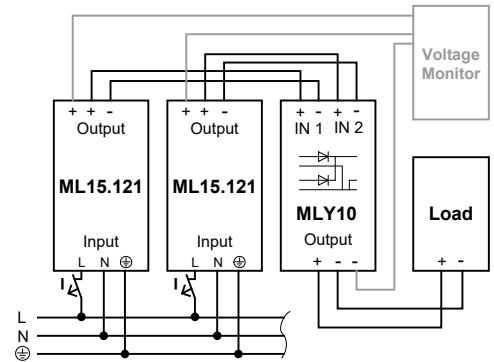 Voltage
Monitor
+ + -
Output
ML15.121
Input
L N
I
+ + -
Output
ML15.121
Input
L N
I
+ - + -
IN 1 IN 2
MLY10
Output
+ - -
Load
+ -
L
N